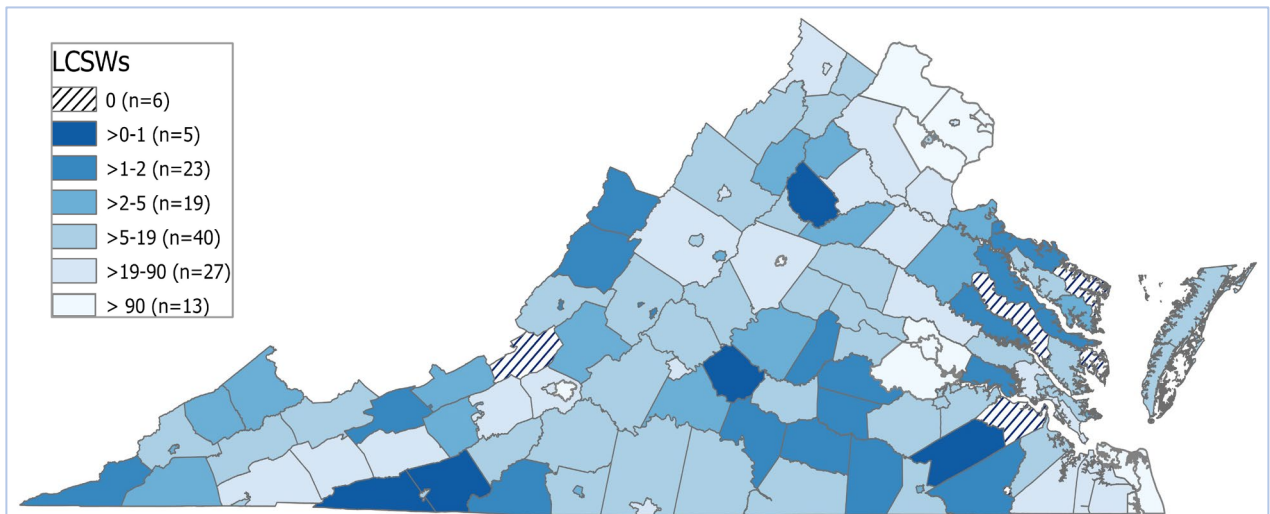 LCSWs
0 (n=6)
>0-1 (n=5)
>1-2 (n=23)
>2-5 (n=19)
>5-19 (n=40)
>19-90 (n=27)
> 90 (n=13)